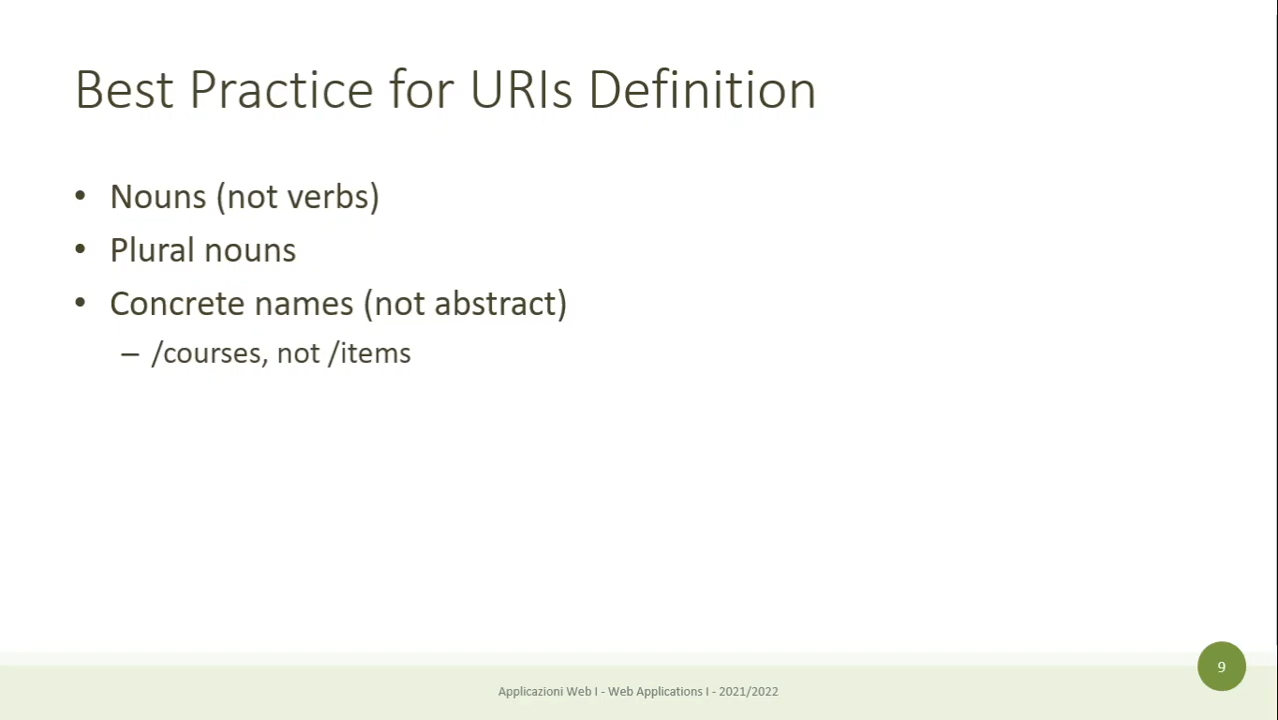 Best Practice for URIs Definition
• Nouns (not verbs)
• Plural nouns
• Concrete names (not abstract)
– /courses, not /items
9
Applicazioni Web I - Web Applications I - 2021/2022